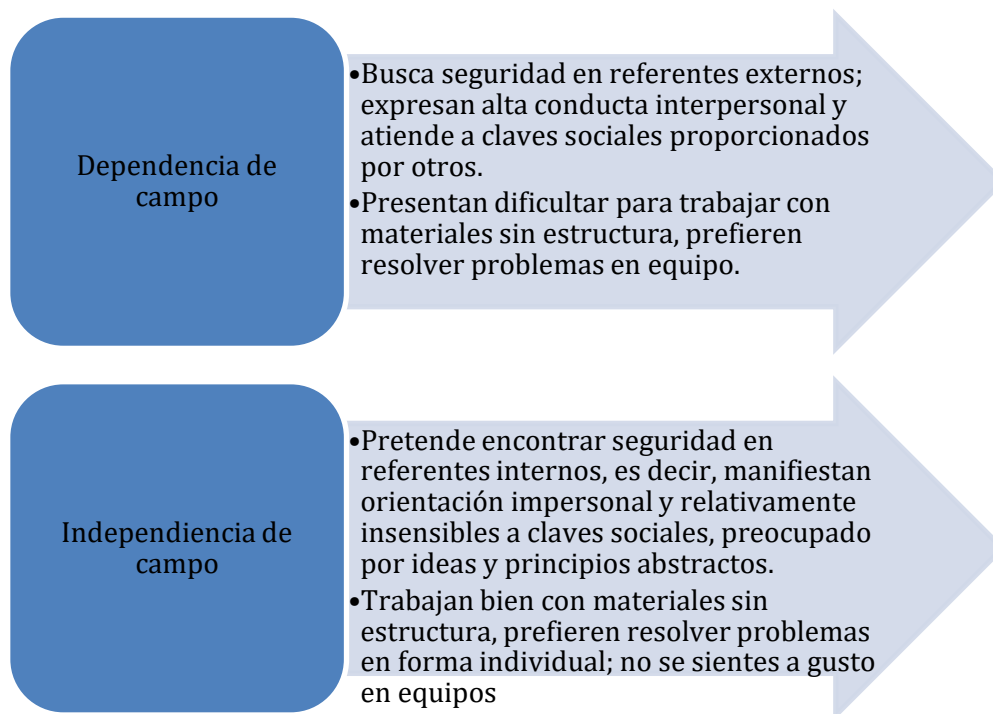 Dependencia de
campo
•Busca seguridad en referentes externos;
expresan alta conducta interpersonal y
atiende a claves sociales proporcionados
por otros.
•Presentan dificultar para trabajar con
materiales sin estructura, prefieren
resolver problemas en equipo.
Independiencia de
campo
•Pretende encontrar seguridad en
referentes internos, es decir, manifiestan
orientación impersonal y relativamente
insensibles a claves sociales, preocupado
por ideas y principios abstractos.
•Trabajan bien con materiales sin
estructura, prefieren resolver problemas
en forma individual; no se sientes a gusto
en equipos